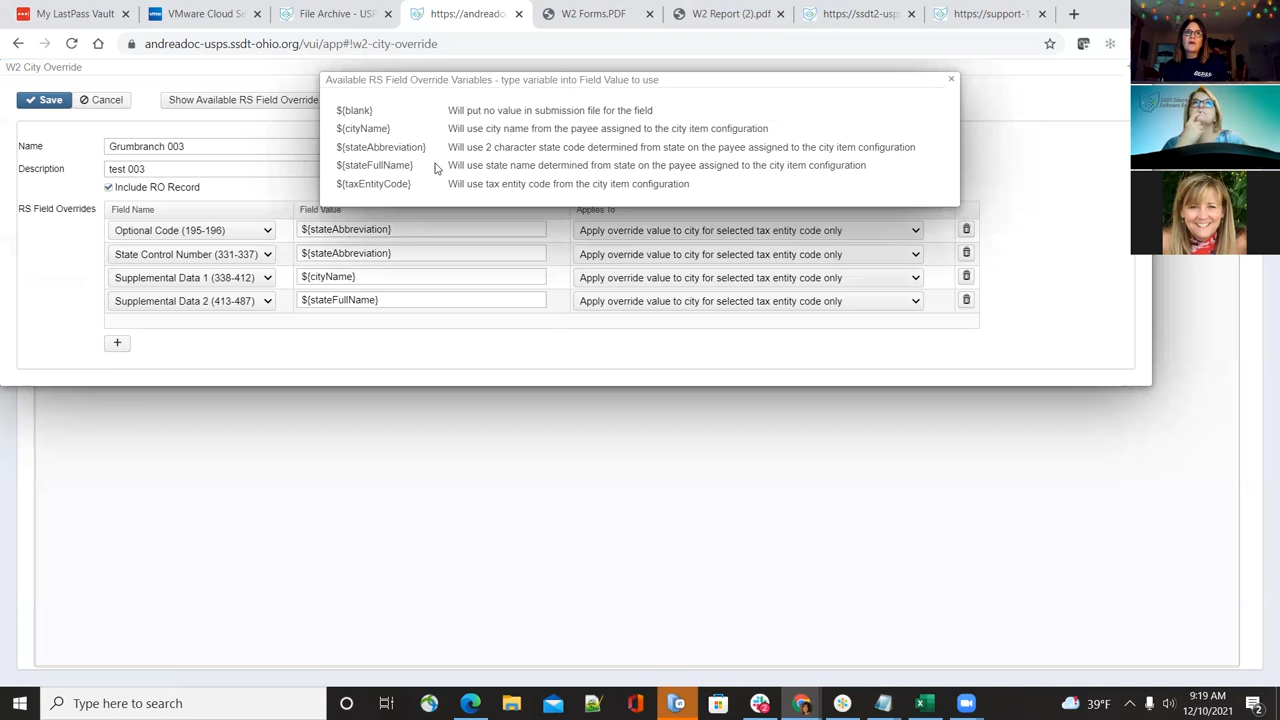 My LastPass Vault
VMware Cloud Se
File Archive - USP
https://andreado
W2 Forms.PDF
W2 Report (2).pdf
https://ssdt2-usp
https://support-1
andreadoc-usps.ssdt-ohio.org/vui/app#!w2-city-override
W2 City Override
Available RS Field Override Variables - type variable into Field Value to use
Save
Cancel
Show Available RS Field Override
${blank} Will put no value in submission file for the field
${cityName} Will use city name from the payee assigned to the city item configuration
${stateAbbreviation} Will use 2 character state code determined from state on the payee assigned to the city item configuration
${stateFullName} Will use state name determined from state on the payee assigned to the city item configuration
${taxEntityCode} Will use tax entity code from the city item configuration
Name Grumbranch 003
Description test 003
Include RO Record
RS Field Overrides Field Name Field Value Applies To
Optional Code (195-196) ${stateAbbreviation} Apply override value to city for selected tax entity code only
State Control Number (331-337) ${stateAbbreviation} Apply override value to city for selected tax entity code only
Supplemental Data 1 (338-412) ${cityName} Apply override value to city for selected tax entity code only
Supplemental Data 2 (413-487) ${stateFullName} Apply override value to city for selected tax entity code only
+
Type here to search
39°F
9:19 AM
12/10/2021
2